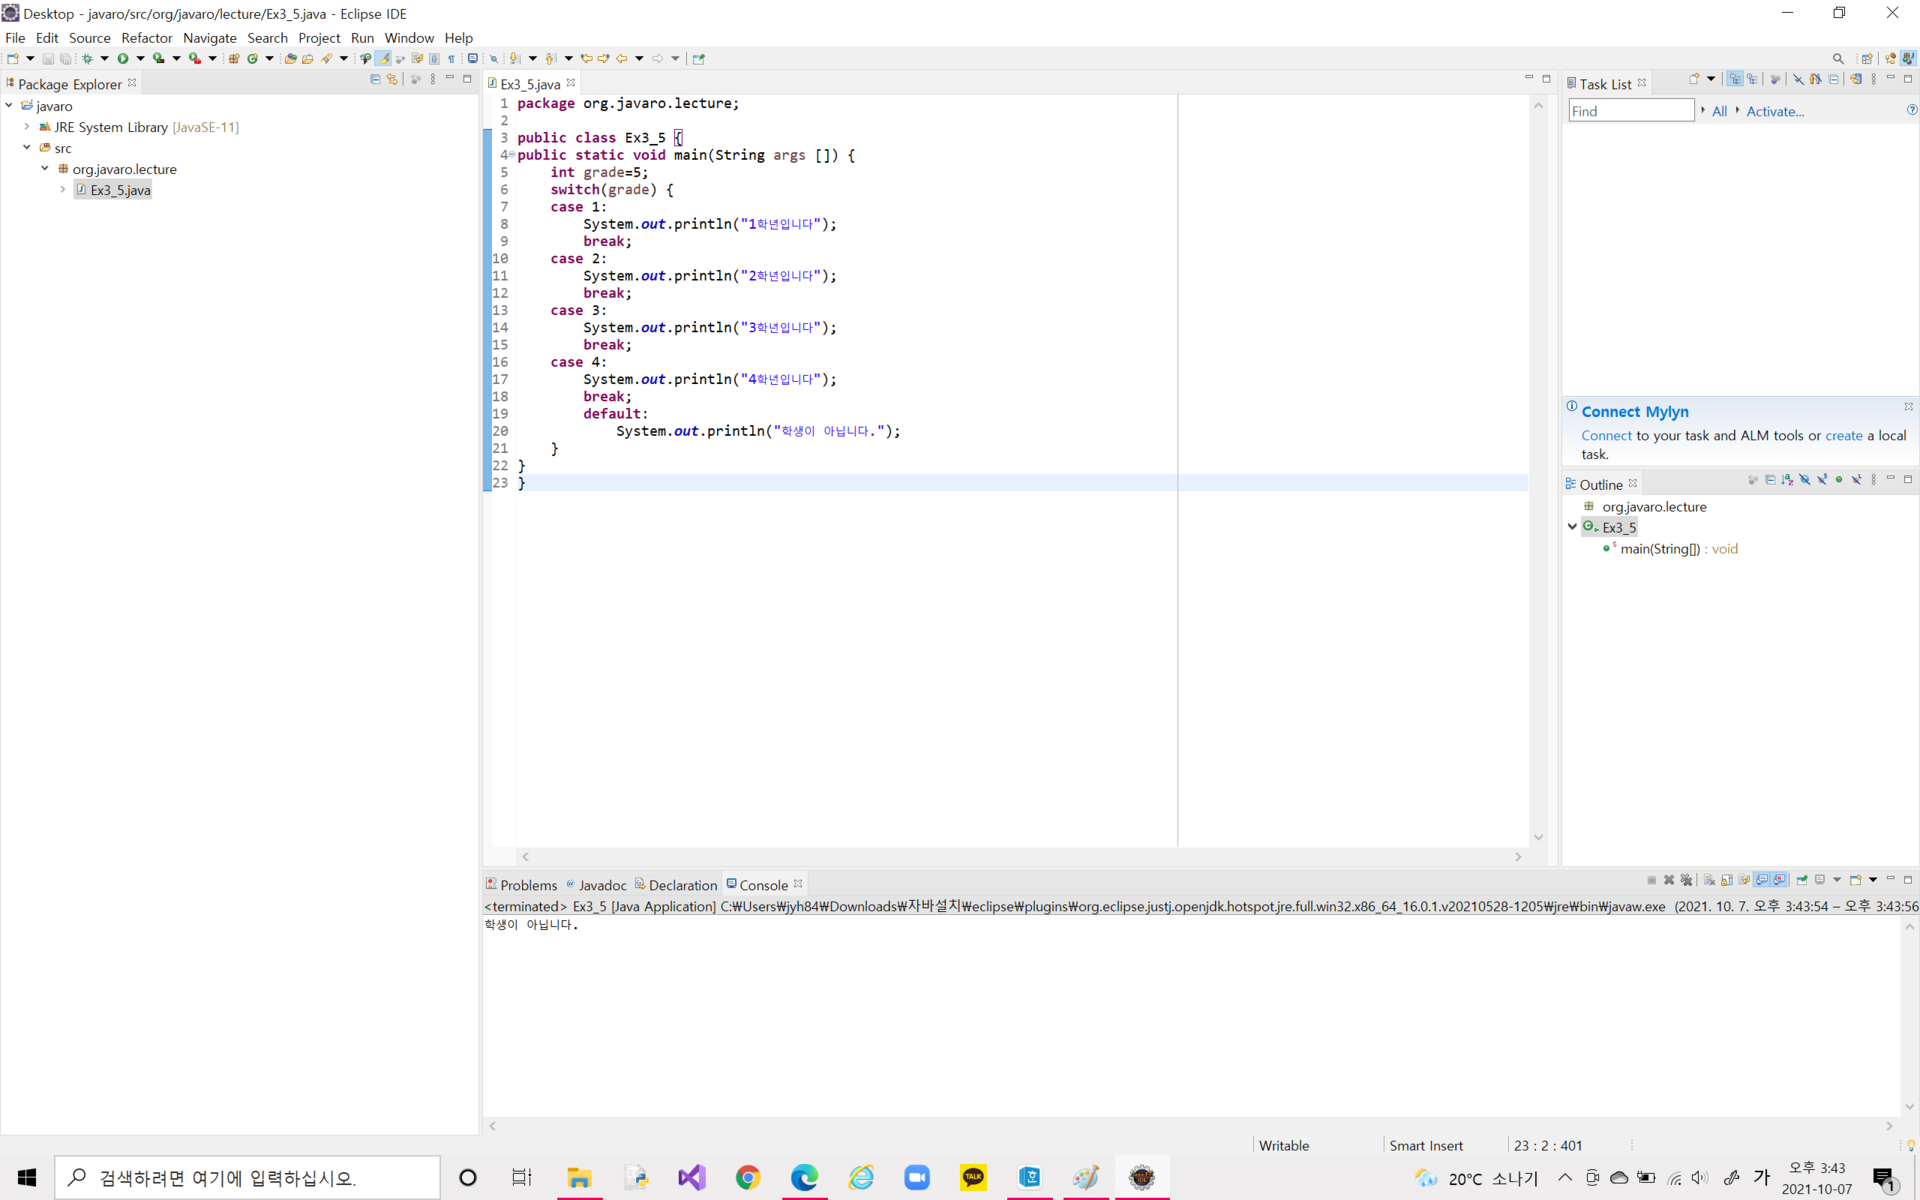 Desktop - javaro/src/org/javaro/lecture/Ex3_5.java - Eclipse IDE
File Edit Source Refactor Navigate Search Project Run Window Help
Package Explorer
javaro
JRE System Library [JavaSE-11]
src
org.javaro.lecture
Ex3_5.java
Ex3_5.java
1 package org.javaro.lecture;
2
3 public class Ex3_5 {
4 public static void main(String args []) {
5 int grade=5;
6 switch(grade) {
7 case 1:
8 System.out.println("1학년입니다");
9 break;
10 case 2:
11 System.out.println("2학년입니다");
12 break;
13 case 3:
14 System.out.println("3학년입니다");
15 break;
16 case 4:
17 System.out.println("4학년입니다");
18 break;
19 default:
20 System.out.println("학생이 아닙니다.");
21 }
22 }
23 }
Task List
Find All Activate...
Connect Mylyn
Connect to your task and ALM tools or create a local
task.
Outline
org.javaro.lecture
Ex3_5
main(String[]) : void
Problems Javadoc Declaration Console
<terminated> Ex3_5 [Java Application] C:₩Users₩jyh84₩Downloads₩자바설치₩eclipse₩plugins₩org.eclipse.justj.openjdk.hotspot.jre.full.win32.x86_64_16.0.1.v20210528-1205₩jre₩bin₩javaw.exe (2021. 10. 7. 오후 3:43:54 – 오후 3:43:56
학생이 아닙니다.
Writable Smart Insert 23 : 2 : 401
검색하려면 여기에 입력하십시오.
TALK
20°C 소나기
가
오후 3:43
2021-10-07
1